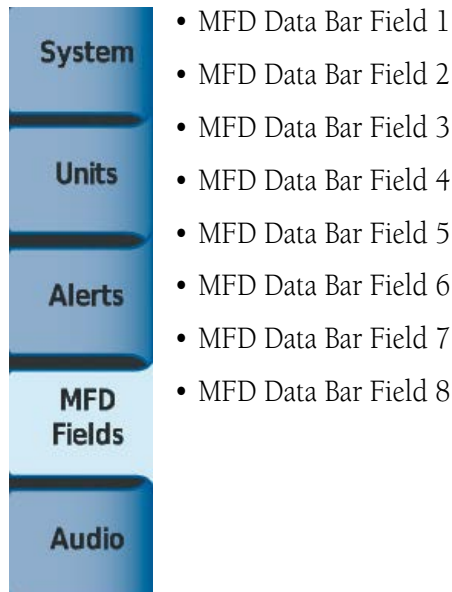 System
Units
Alerts
MFD
Fields
Audio
• MFD Data Bar Field 1
• MFD Data Bar Field 2
• MFD Data Bar Field 3
• MFD Data Bar Field 4
• MFD Data Bar Field 5
• MFD Data Bar Field 6
• MFD Data Bar Field 7
• MFD Data Bar Field 8